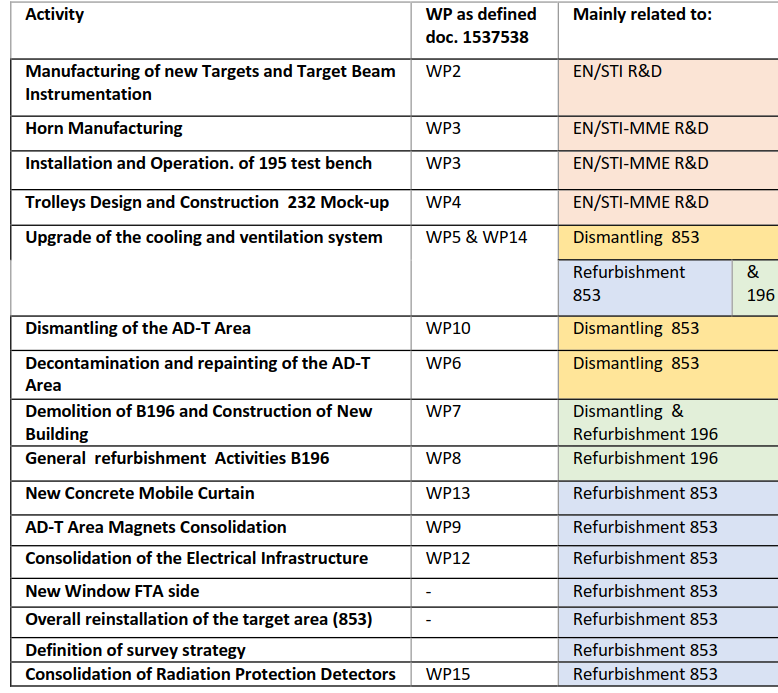 Activity WP as defined Mainly related to:
doc. 1537538
Manufacturing of new Targets and Target Beam WP2 EN/STI R&D
Instrumentation
Horn Manufacturing WP3 EN/STI-MME R&D
Installation and Operation. of 195 test bench WP3 EN/STI-MME R&D
Trolleys Design and Construction 232 Mock-up WP4 EN/STI-MME R&D
Upgrade of the cooling and ventilation system WP5 & WP14 Dismantling 853
Refurbishment &
853 196
Dismantling of the AD-T Area WP10 Dismantling 853
Decontamination and repainting of the AD-T WP6 Dismantling 853
Area
Demolition of B196 and Construction of New WP7 Dismantling &
Building Refurbishment 196
General refurbishment Activities B196 WP8 Refurbishment 196
New Concrete Mobile Curtain WP13 Refurbishment 853
AD-T Area Magnets Consolidation WP9 Refurbishment 853
Consolidation of the Electrical Infrastructure WP12 Refurbishment 853
New Window FTA side - Refurbishment 853
Overall reinstallation of the target area (853) - Refurbishment 853
Definition of survey strategy Refurbishment 853
Consolidation of Radiation Protection Detectors WP15 Refurbishment 853